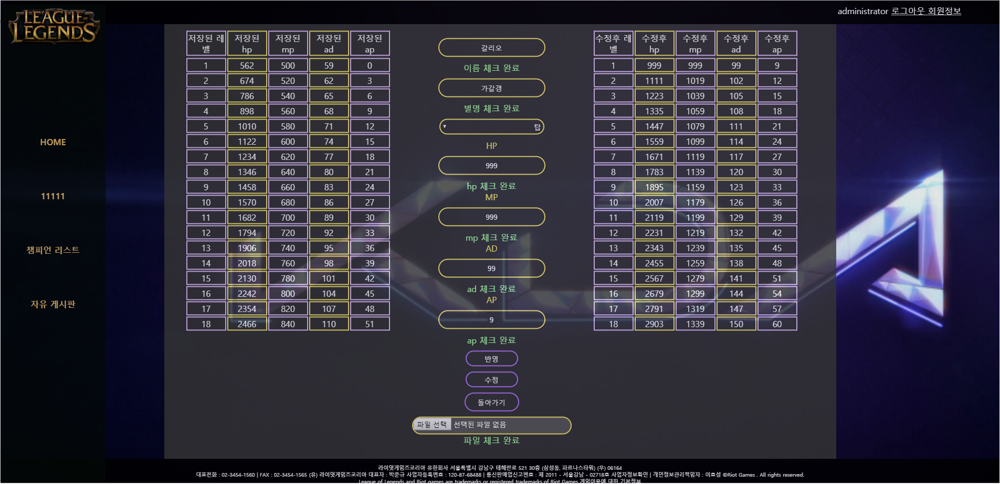 LEAGUE OF
LEGENDS
administrator 로그아웃 회원정보
HOME
11111
챔피언 리스트
자유 게시판
저장된 레벨 저장된 hp 저장된 mp 저장된 ad 저장된 ap
1 562 500 59 0
2 674 520 62 3
3 786 540 65 6
4 898 560 68 9
5 1010 580 71 12
6 1122 600 74 15
7 1234 620 77 18
8 1346 640 80 21
9 1458 660 83 24
10 1570 680 86 27
11 1682 700 89 30
12 1794 720 92 33
13 1906 740 95 36
14 2018 760 98 39
15 2130 780 101 42
16 2242 800 104 45
17 2354 820 107 48
18 2466 840 110 51
갈리오
이름 체크 완료
가갈갱
별명 체크 완료
탑
HP
999
hp 체크 완료
MP
999
mp 체크 완료
AD
99
ad 체크 완료
AP
9
ap 체크 완료
반영
수정
돌아가기
파일 선택 선택된 파일 없음
파일 체크 완료
수정후 레벨 수정후 hp 수정후 mp 수정후 ad 수정후 ap
1 999 999 99 9
2 1111 1019 102 12
3 1223 1039 105 15
4 1335 1059 108 18
5 1447 1079 111 21
6 1559 1099 114 24
7 1671 1119 117 27
8 1783 1139 120 30
9 1895 1159 123 33
10 2007 1179 126 36
11 2119 1199 129 39
12 2231 1219 132 42
13 2343 1239 135 45
14 2455 1259 138 48
15 2567 1279 141 51
16 2679 1299 144 54
17 2791 1319 147 57
18 2903 1339 150 60
라이엇게임즈코리아 유한회사 서울특별시 강남구 테헤란로 521 30층 (삼성동, 파르나스타워) (우) 06164
대표전화 : 02-3454-1560 | FAX : 02-3454-1565 (유) 라이엇게임즈코리아 대표자 : 박준규 사업자등록번호 : 120-87-68488 | 통신판매업신고번호 : 제 2011 - 서울강남 - 02718호 사업자정보확인 | 개인정보관리책임자 : 이효성 ©Riot Games . All rights reserved.
League of Legends and Riot games are trademarks or registered trademarks of Riot Games 게임이용에 대한 기본정보